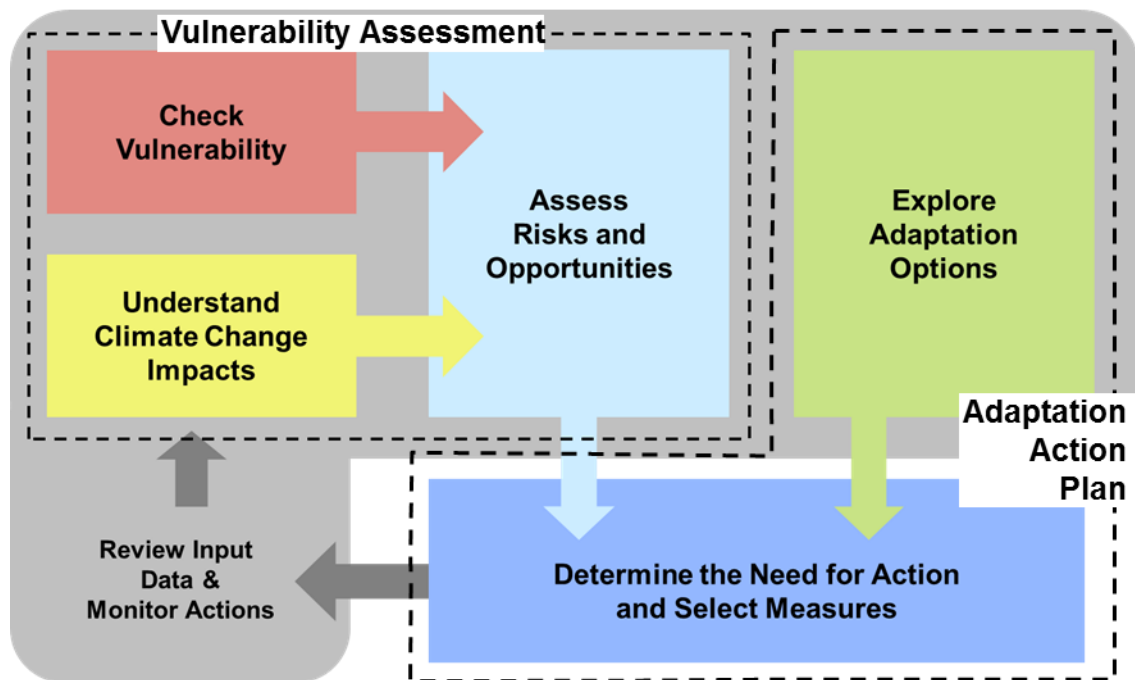 Vulnerability Assessment
Check
Vulnerability
Assess
Risks and
Opportunities
Explore
Adaptation
Options
Understand
Climate Change
Impacts
Adaptation
Action
Plan
Review Input
Data &
Monitor Actions
Determine the Need for Action
and Select Measures